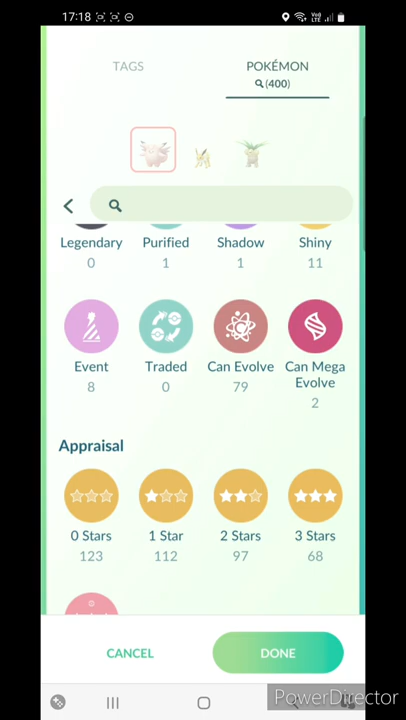 17:18
VoD
LTE
TAGS
POKÉMON
(400)
Legendary
Purified
Shadow
Shiny
0
1
1
11
Event
Traded
Can Evolve
Can Mega
Evolve
8
0
79
2
Appraisal
0 Stars
1 Star
2 Stars
3 Stars
123
112
97
68
CANCEL
DONE
PowerDirector